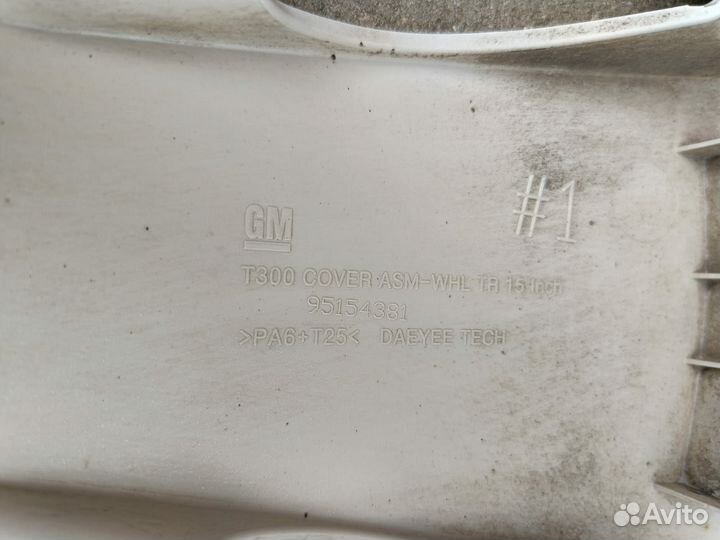 GM
#1
T300 COVER ASM-WHL TR 15 Inch
95154381
>PA6+T25< DAEYEE TECH
Avito